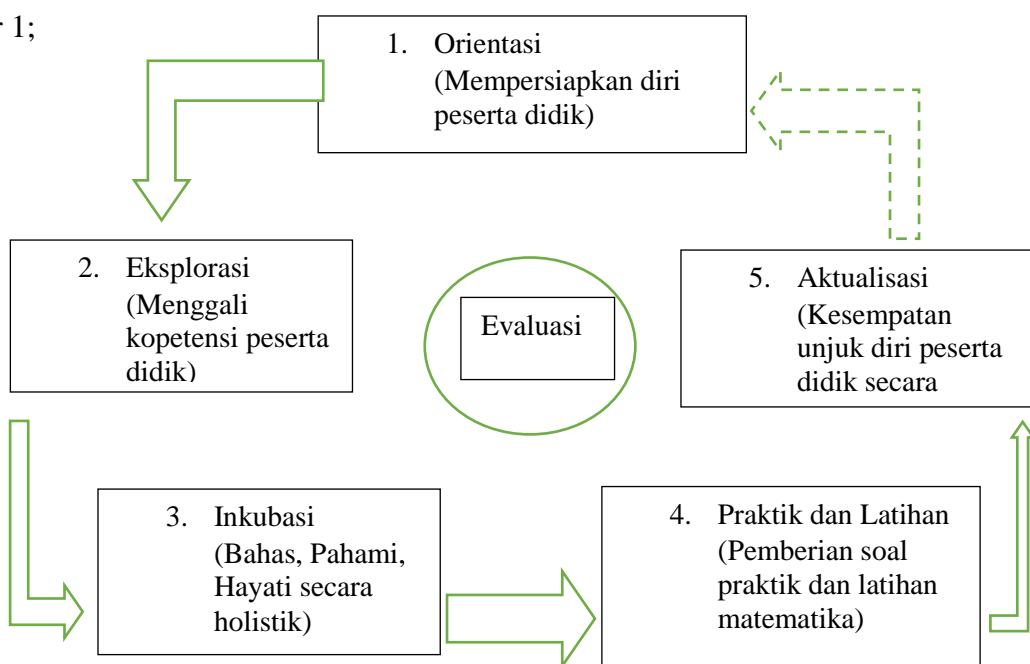 r 1;
1. Orientasi
(Mempersiapkan diri
peserta didik)
2. Eksplorasi
(Menggali
kopetensi peserta
didik)
Evaluasi
5. Aktualisasi
(Kesempatan
unjuk diri peserta
didik secara
3. Inkubasi
(Bahas, Pahami,
Hayati secara
holistik)
4. Praktik dan Latihan
(Pemberian soal
praktik dan latihan
matematika)